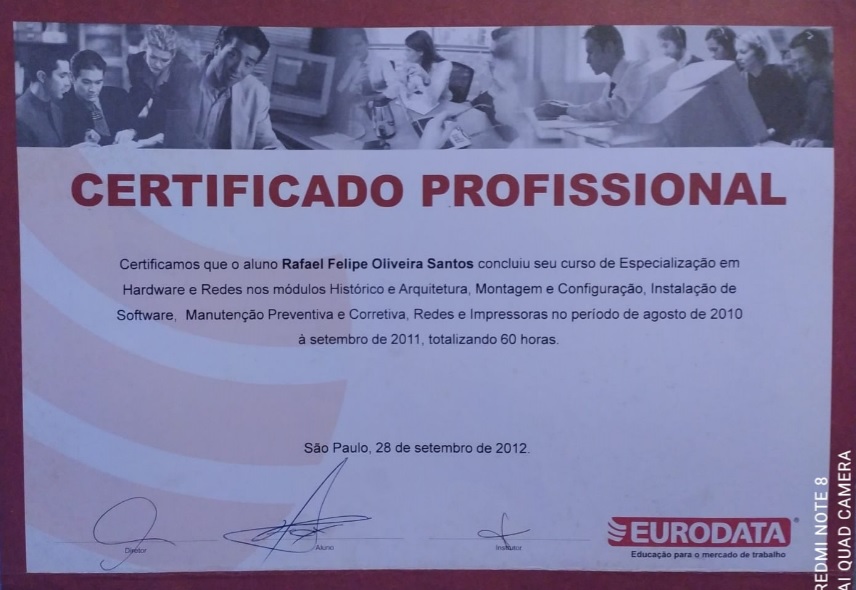 CERTIFICADO PROFISSIONAL
Certificamos que o aluno Rafael Felipe Oliveira Santos concluiu seu curso de Especialização em
Hardware e Redes nos módulos Histórico e Arquitetura, Montagem e Configuração, Instalação de
Software, Manutenção Preventiva e Corretiva, Redes e Impressoras no período de agosto de 2010
à setembro de 2011, totalizando 60 horas.
São Paulo, 28 de setembro de 2012.
Diretor
Aluno
Instrutor
EURODATA®
Educação para o mercado de trabalho
REDMI NOTE 8
AI QUAD CAMERA